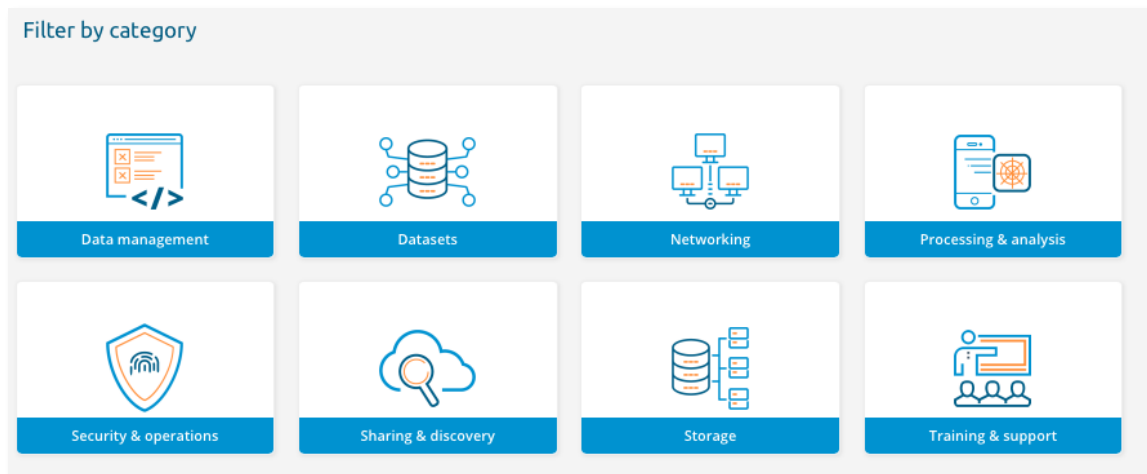 Filter by category
Data management
Datasets
Networking
Processing & analysis
Security & operations
Sharing & discovery
Storage
Training & support